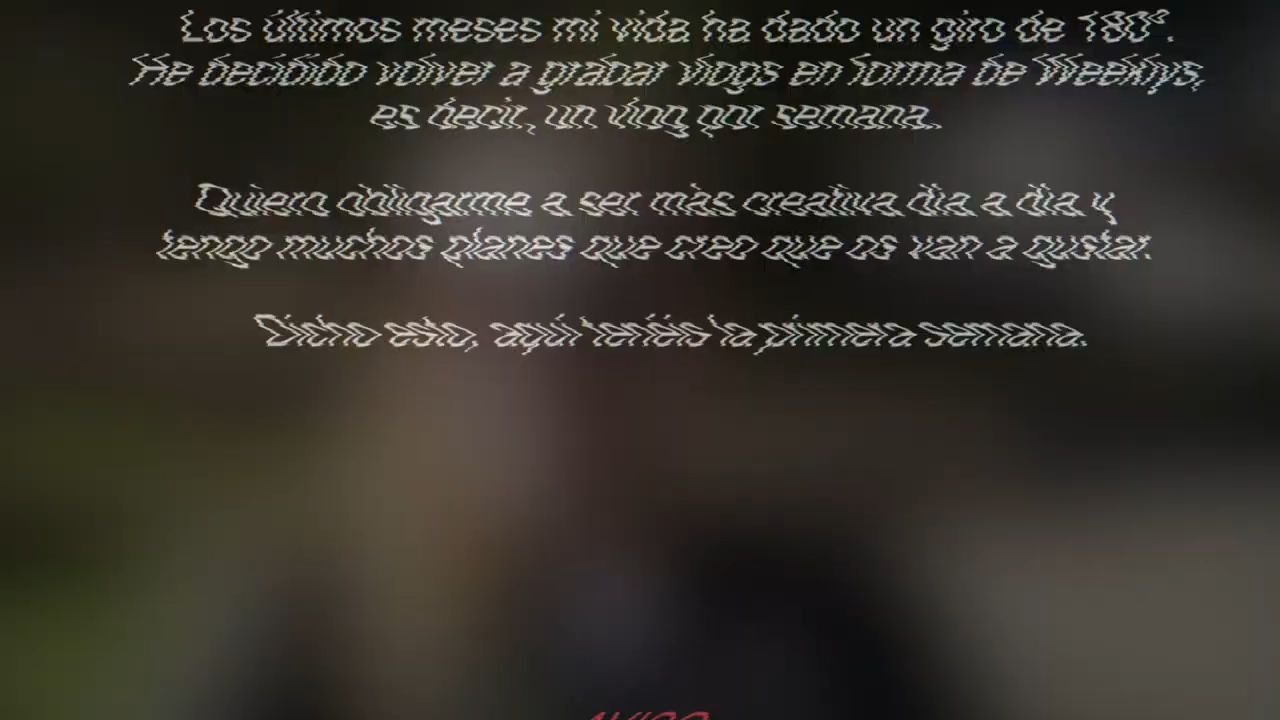 Los últimos meses mi vida ha dado un giro de 180º.
He decidido volver a grabar vlogs en forma de Weeklys,
es decir, un vlog por semana.
Quiero obligarme a ser más creativa día a día y
tengo muchos planes que creo que os van a gustar.
Dicho esto, aquí tenéis la primera semana.
AVISO